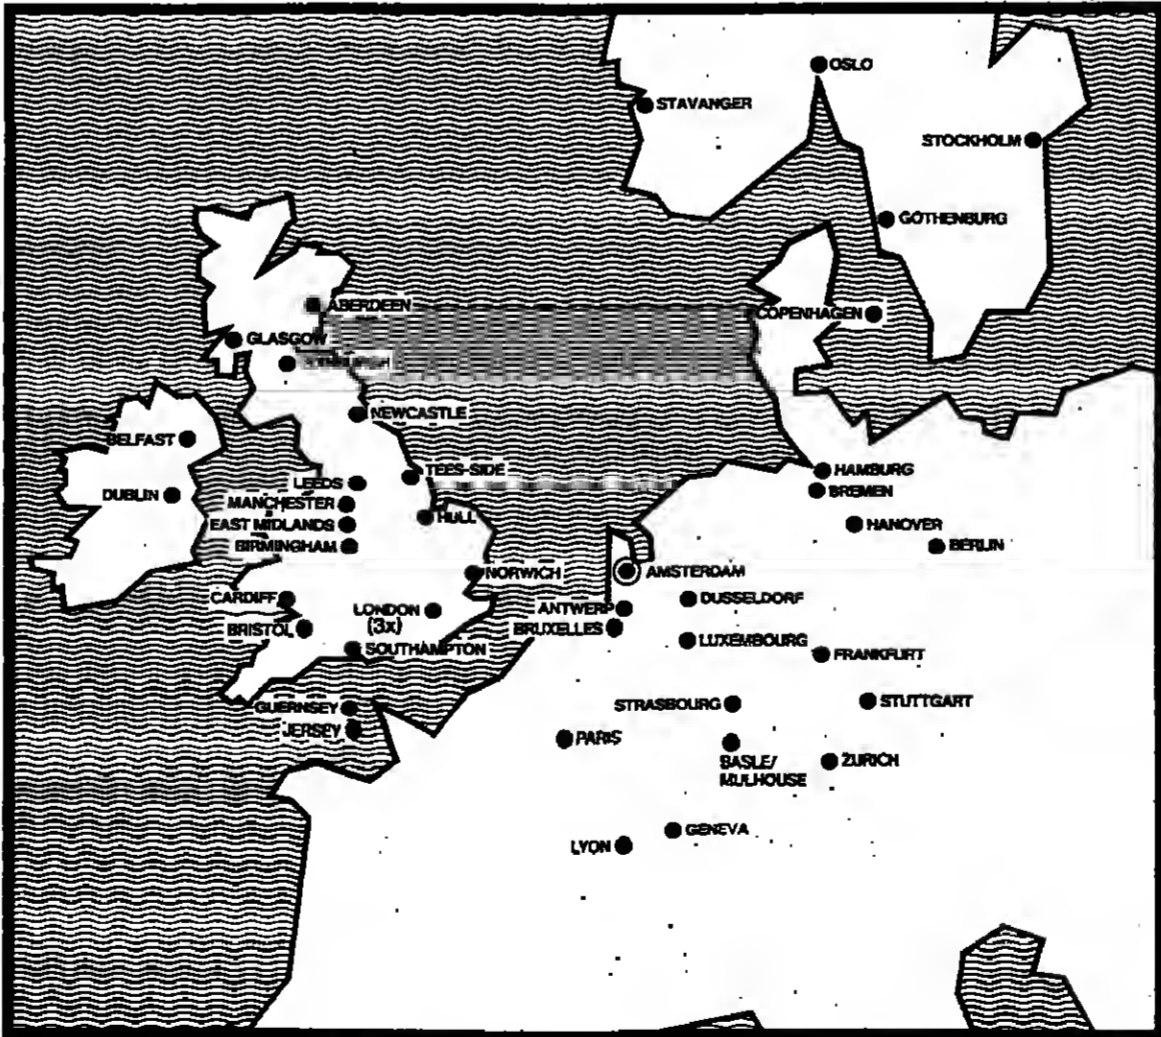 OSLO
STAVANGER
STOCKHOLM
GOTHENBURG
ABERDEEN
COPENHAGEN
GLASGOW
NEWCASTLE
BELFAST
TEES-SIDE
HAMBURG
LEEDS
BREMEN
DUBLIN
MANCHESTER
HULL
EAST MIDLANDS
HANOVER
BIRMINGHAM
BERLIN
NORWICH
AMSTERDAM
CARDIFF
DUSSELDORF
LONDON
(3x)
ANTWERP
BRISTOL
BRUXELLES
LUXEMBOURG
SOUTHAMPTON
FRANKFURT
STRASBOURG
STUTTGART
GUERNSEY
JERSEY
PARIS
BASLE/
MULHOUSE
ZURICH
GENEVA
LYON